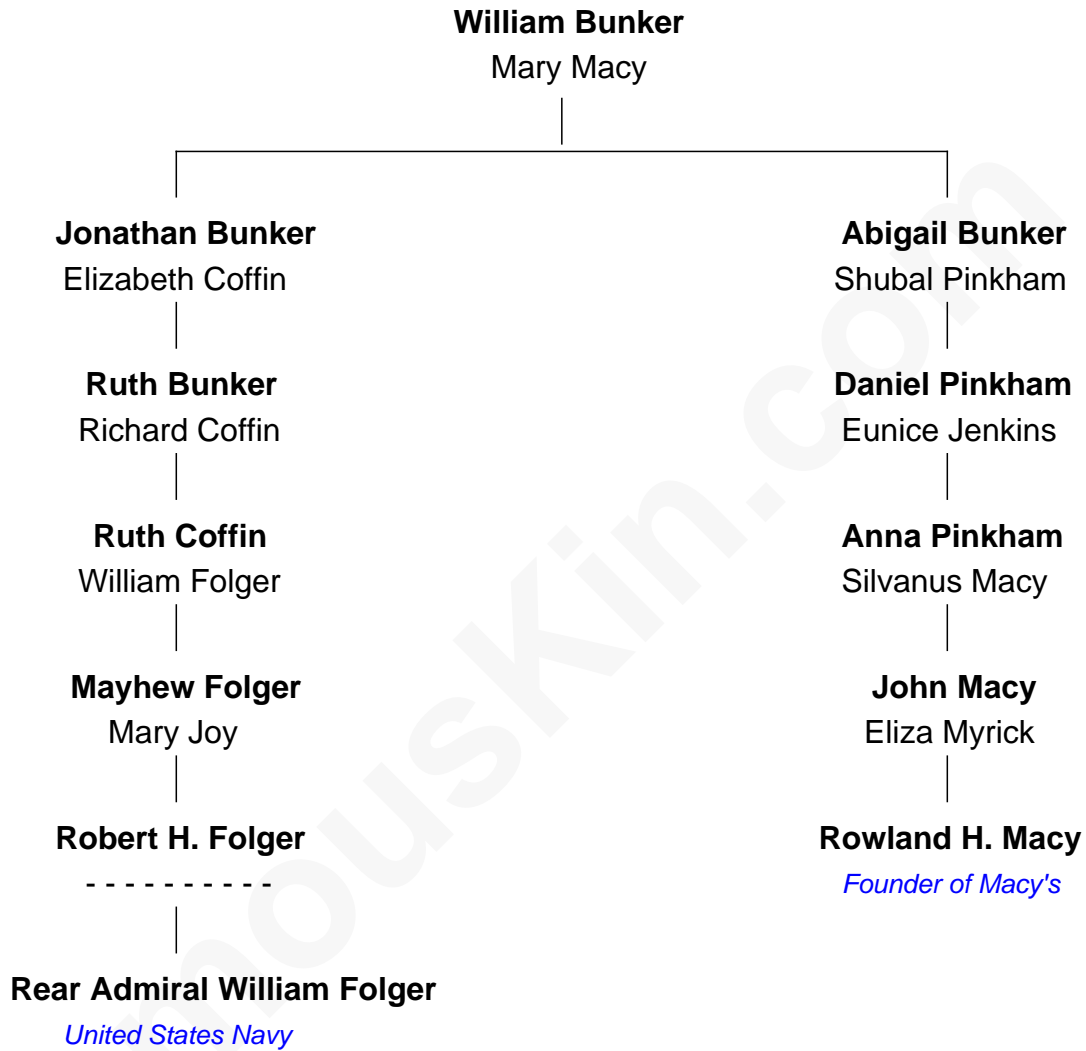 William Bunker
Mary Macy
Jonathan Bunker
Elizabeth Coffin
Abigail Bunker
Shubal Pinkham
Ruth Bunker
Richard Coffin
Daniel Pinkham
Eunice Jenkins
Ruth Coffin
William Folger
Anna Pinkham
Silvanus Macy
Mayhew Folger
Mary Joy
John Macy
Eliza Myrick
Robert H. Folger
- - - - - - - - - -
Rowland H. Macy
Founder of Macy's
Rear Admiral William Folger
United States Navy
mousKin.com